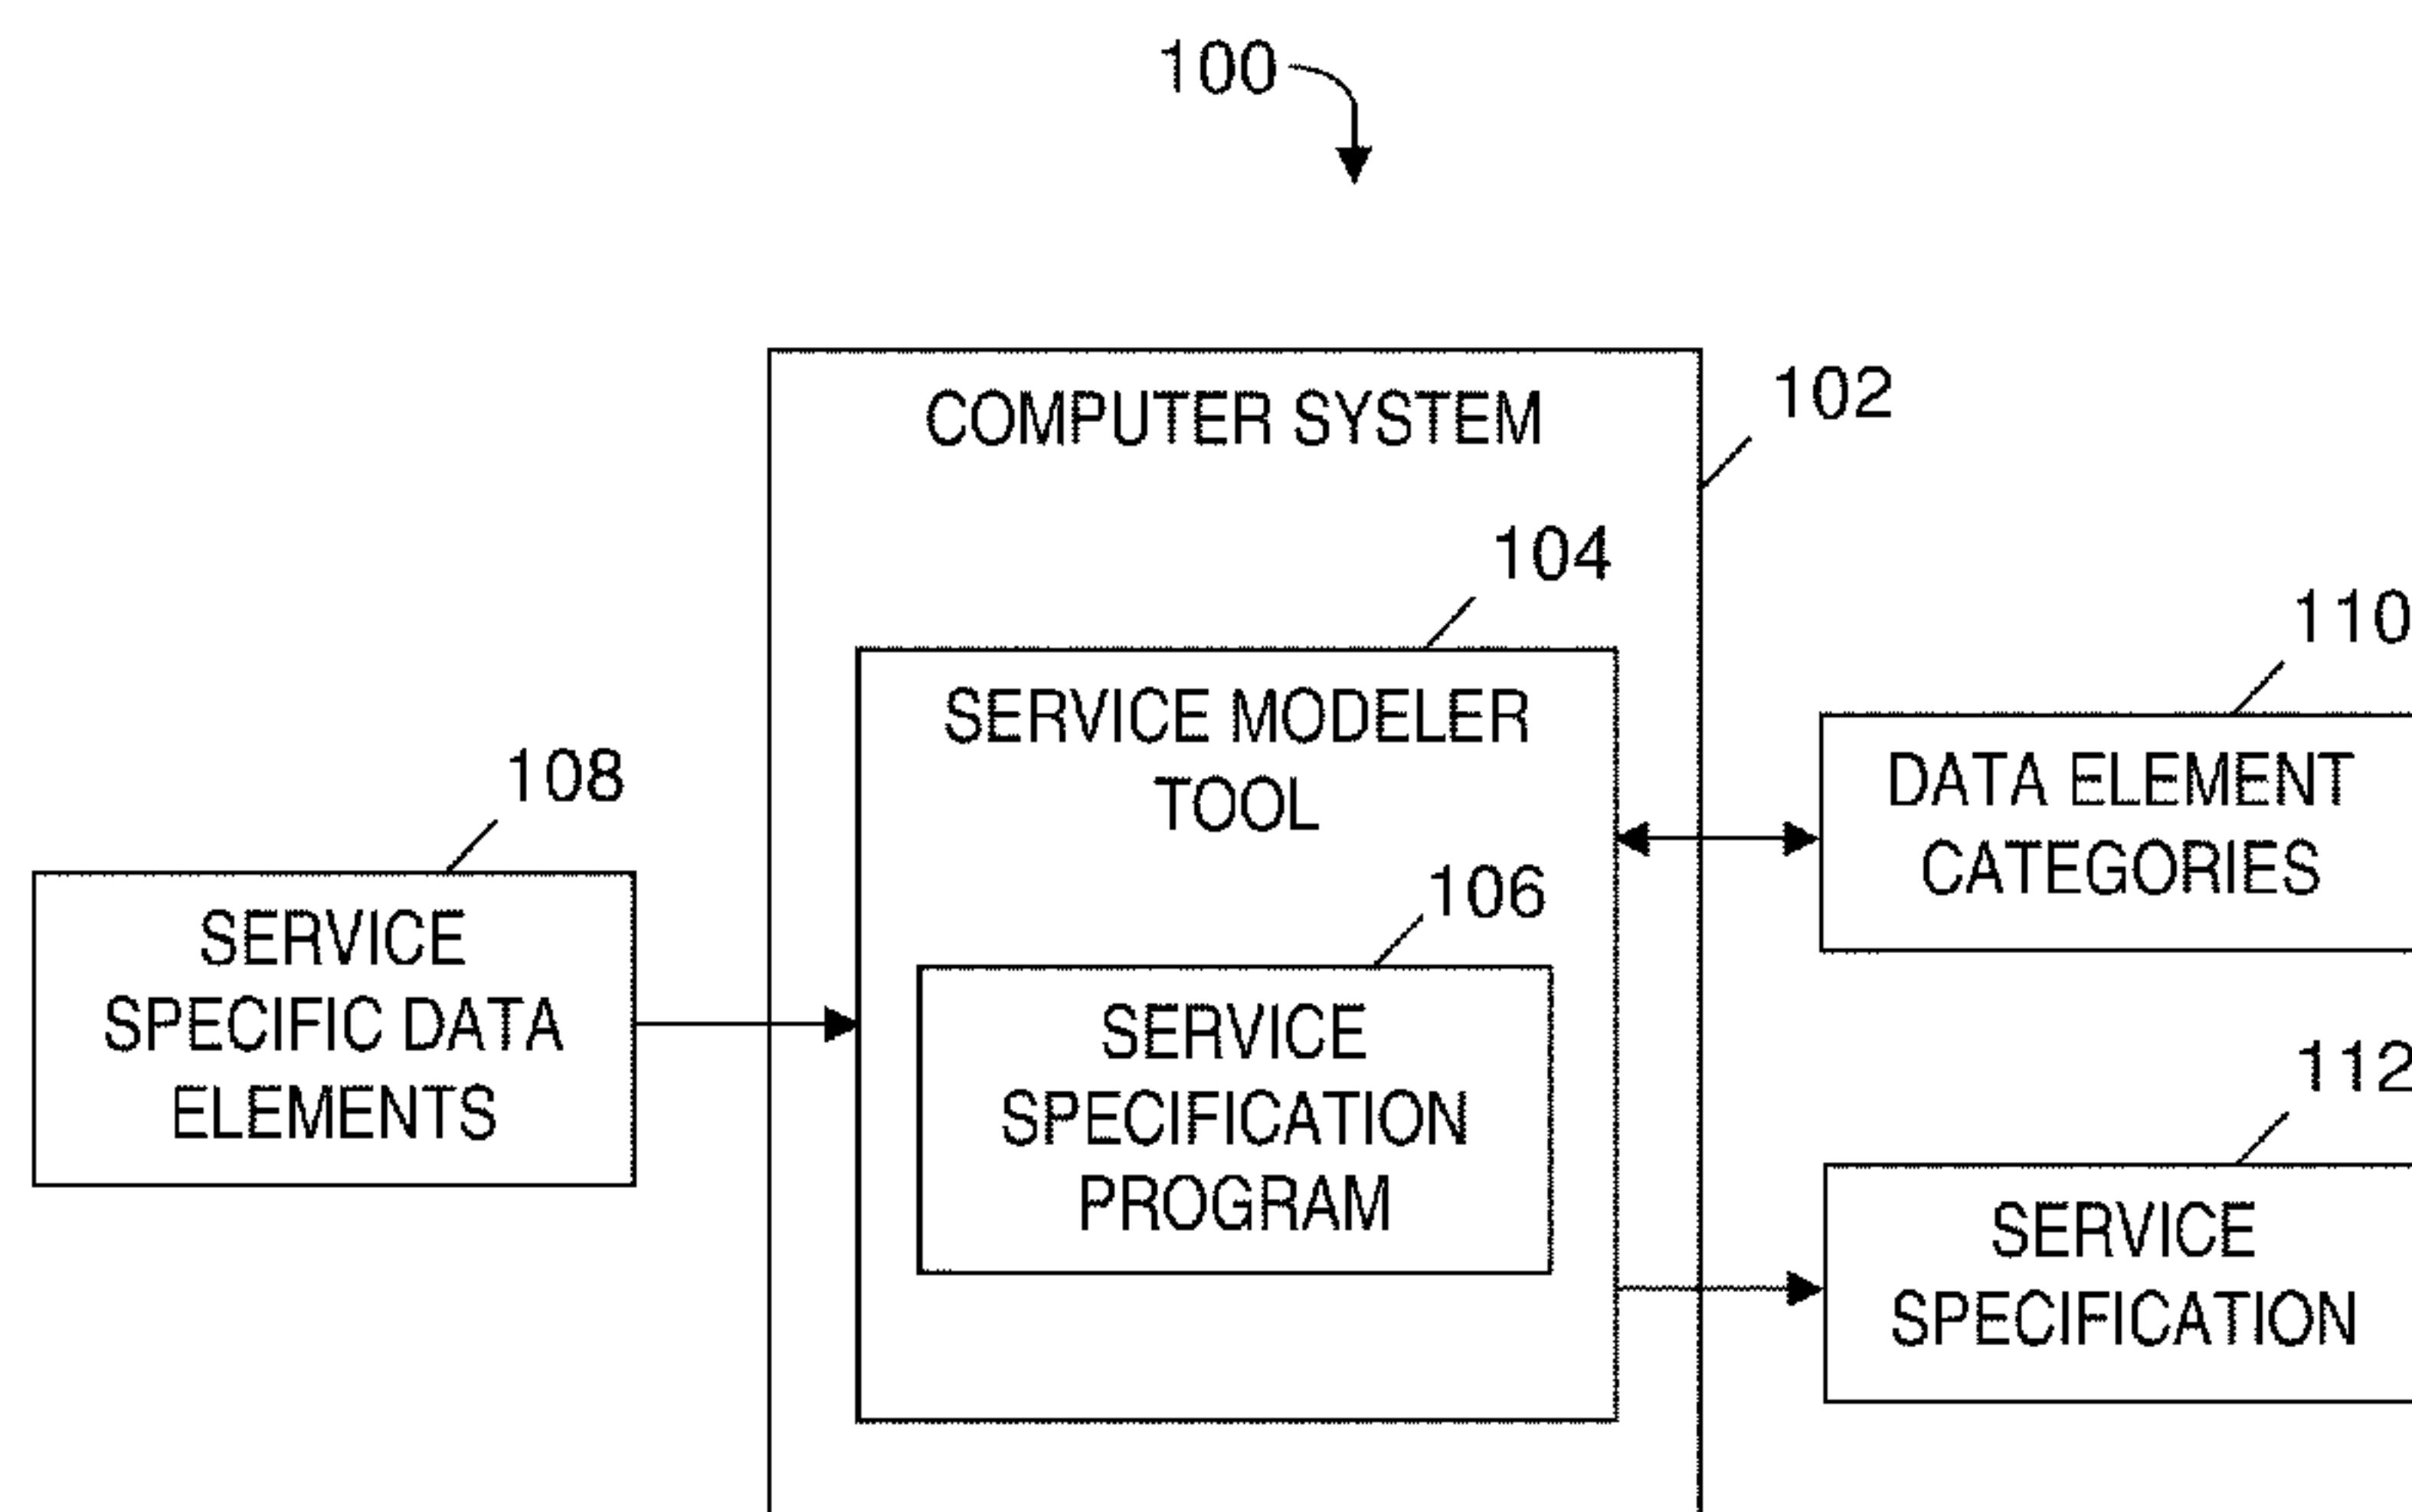 100
COMPUTER SYSTEM
102
104
SERVICE MODELER
TOOL
106
SERVICE
SPECIFICATION
PROGRAM
108
SERVICE
SPECIFIC DATA
ELEMENTS
110
DATA ELEMENT
CATEGORIES
112
SERVICE
SPECIFICATION